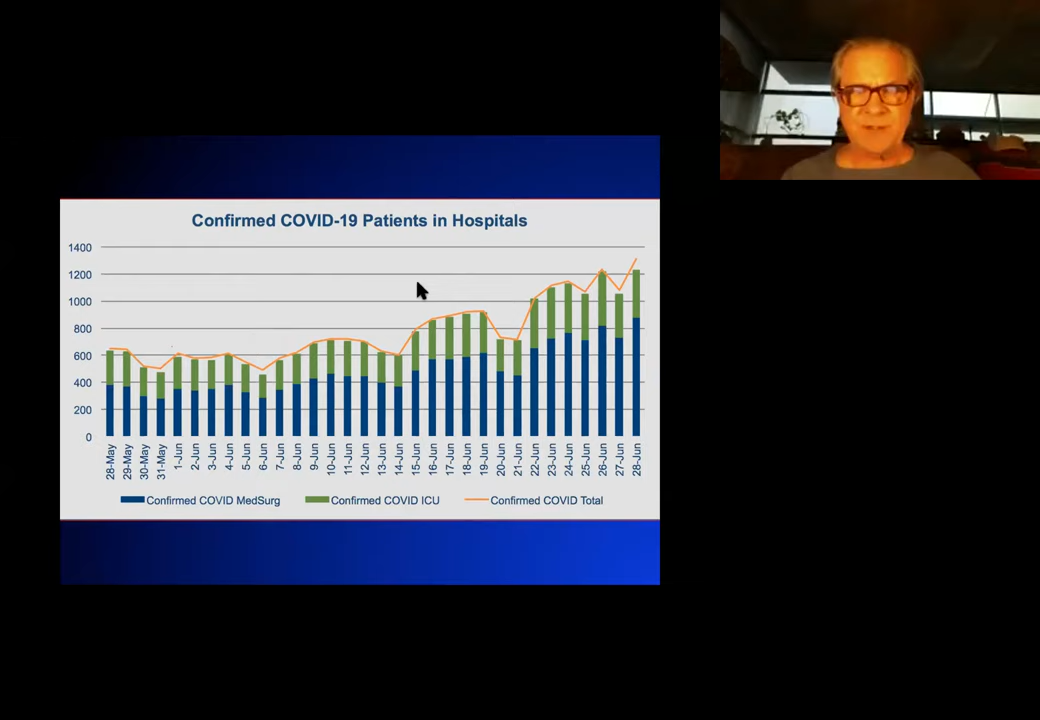 Confirmed COVID-19 Patients in Hospitals
1400
1200
1000
800
600
400
200
0
28-May
29-May
30-May
31-May
1-Jun
2-Jun
3-Jun
4-Jun
5-Jun
6-Jun
7-Jun
8-Jun
9-Jun
10-Jun
11-Jun
12-Jun
13-Jun
14-Jun
15-Jun
16-Jun
17-Jun
18-Jun
19-Jun
20-Jun
21-Jun
22-Jun
23-Jun
24-Jun
25-Jun
26-Jun
27-Jun
28-Jun
Confirmed COVID MedSurg Confirmed COVID ICU Confirmed COVID Total